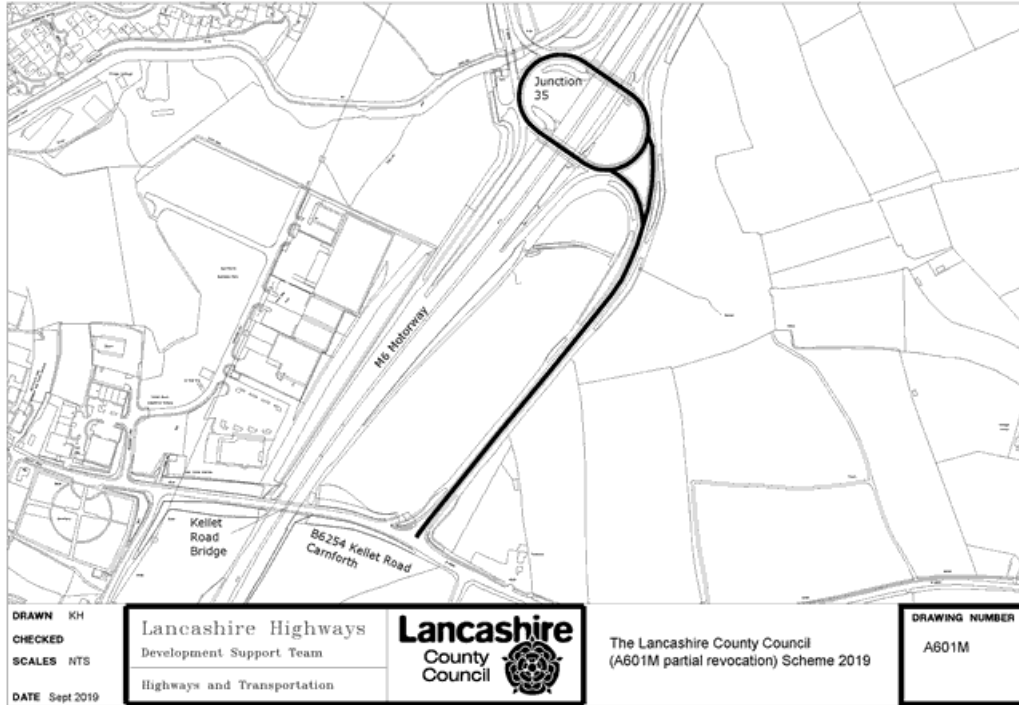 Junction
35
M6 Motorway
Kellet
Road
Bridge
B6254 Kellet Road
Carnforth
DRAWN KH
CHECKED
SCALES NTS
DATE Sept 2019
Lancashire Highways
Development Support Team
Highways and Transportation
Lancashire
County
Council
The Lancashire County Council
(A601M partial revocation) Scheme 2019
DRAWING NUMBER
A601M